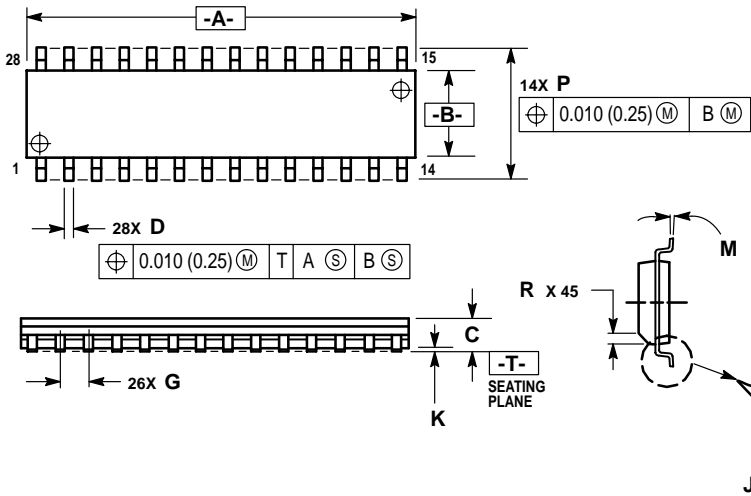 -A-
28
15
14X P
⌖ 0.010 (0.25) Ⓜ B Ⓜ
-B-
1
14
28X D
⌖ 0.010 (0.25) Ⓜ T A Ⓢ B Ⓢ
M
R X 45
C
26X G
-T-
SEATING
PLANE
K
J